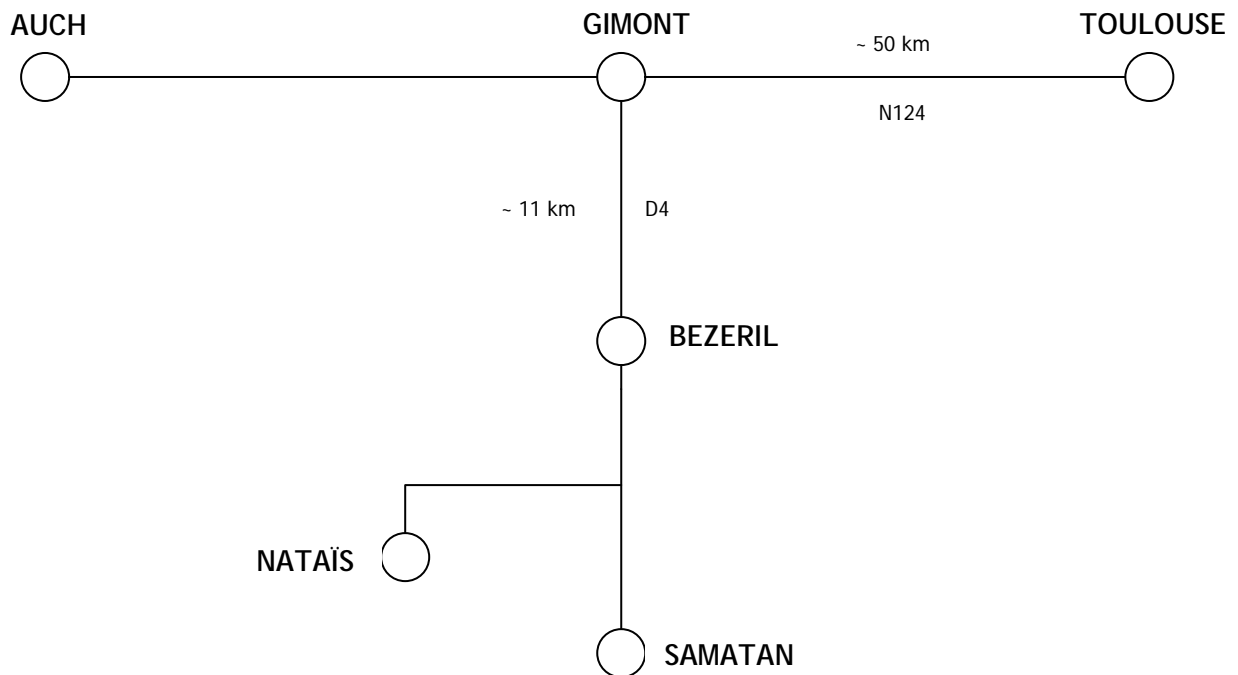 AUCH
GIMONT
TOULOUSE
~ 50 km
N124
~ 11 km
D4
BEZERIL
NATAÏS
SAMATAN